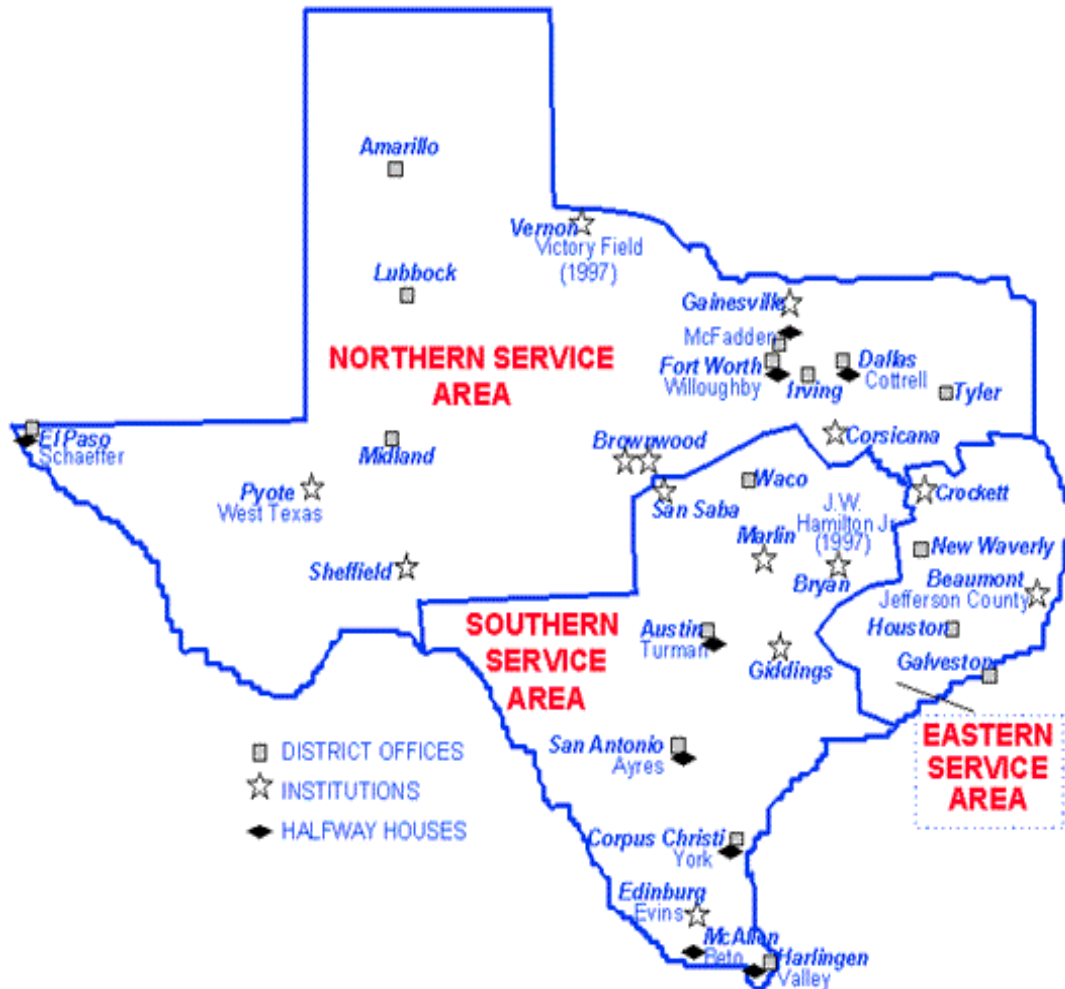 Amarillo
Vernon
Victory Field
(1997)
Lubbock
Gainesville
McFadden
NORTHERN SERVICE
AREA
Fort Worth
Willoughby
Irving
Dallas
Cottrell
Tyler
El Paso
Schaeffer
Midland
Brownwood
Corsicana
Pyote
West Texas
San Saba
Waco
Crockett
J.W.
Hamilton Jr
(1997)
Marlin
Bryan
New Waverly
Sheffield
Beaumont
Jefferson County
SOUTHERN
SERVICE
AREA
Austin
Turman
Giddings
Houston
Galveston
EASTERN
SERVICE
AREA
San Antonio
Ayres
DISTRICT OFFICES
INSTITUTIONS
HALFWAY HOUSES
Corpus Christi
York
Edinburg
Evins
McAllen
Beto
Harlingen
Valley